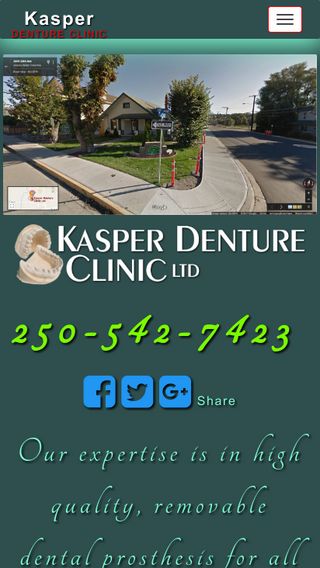 Kasper
DENTURE CLINIC
KASPER DENTURE
CLINIC LTD
250-542-7423
Share
Our expertise is in high
quality, removable
dental prosthesis for all